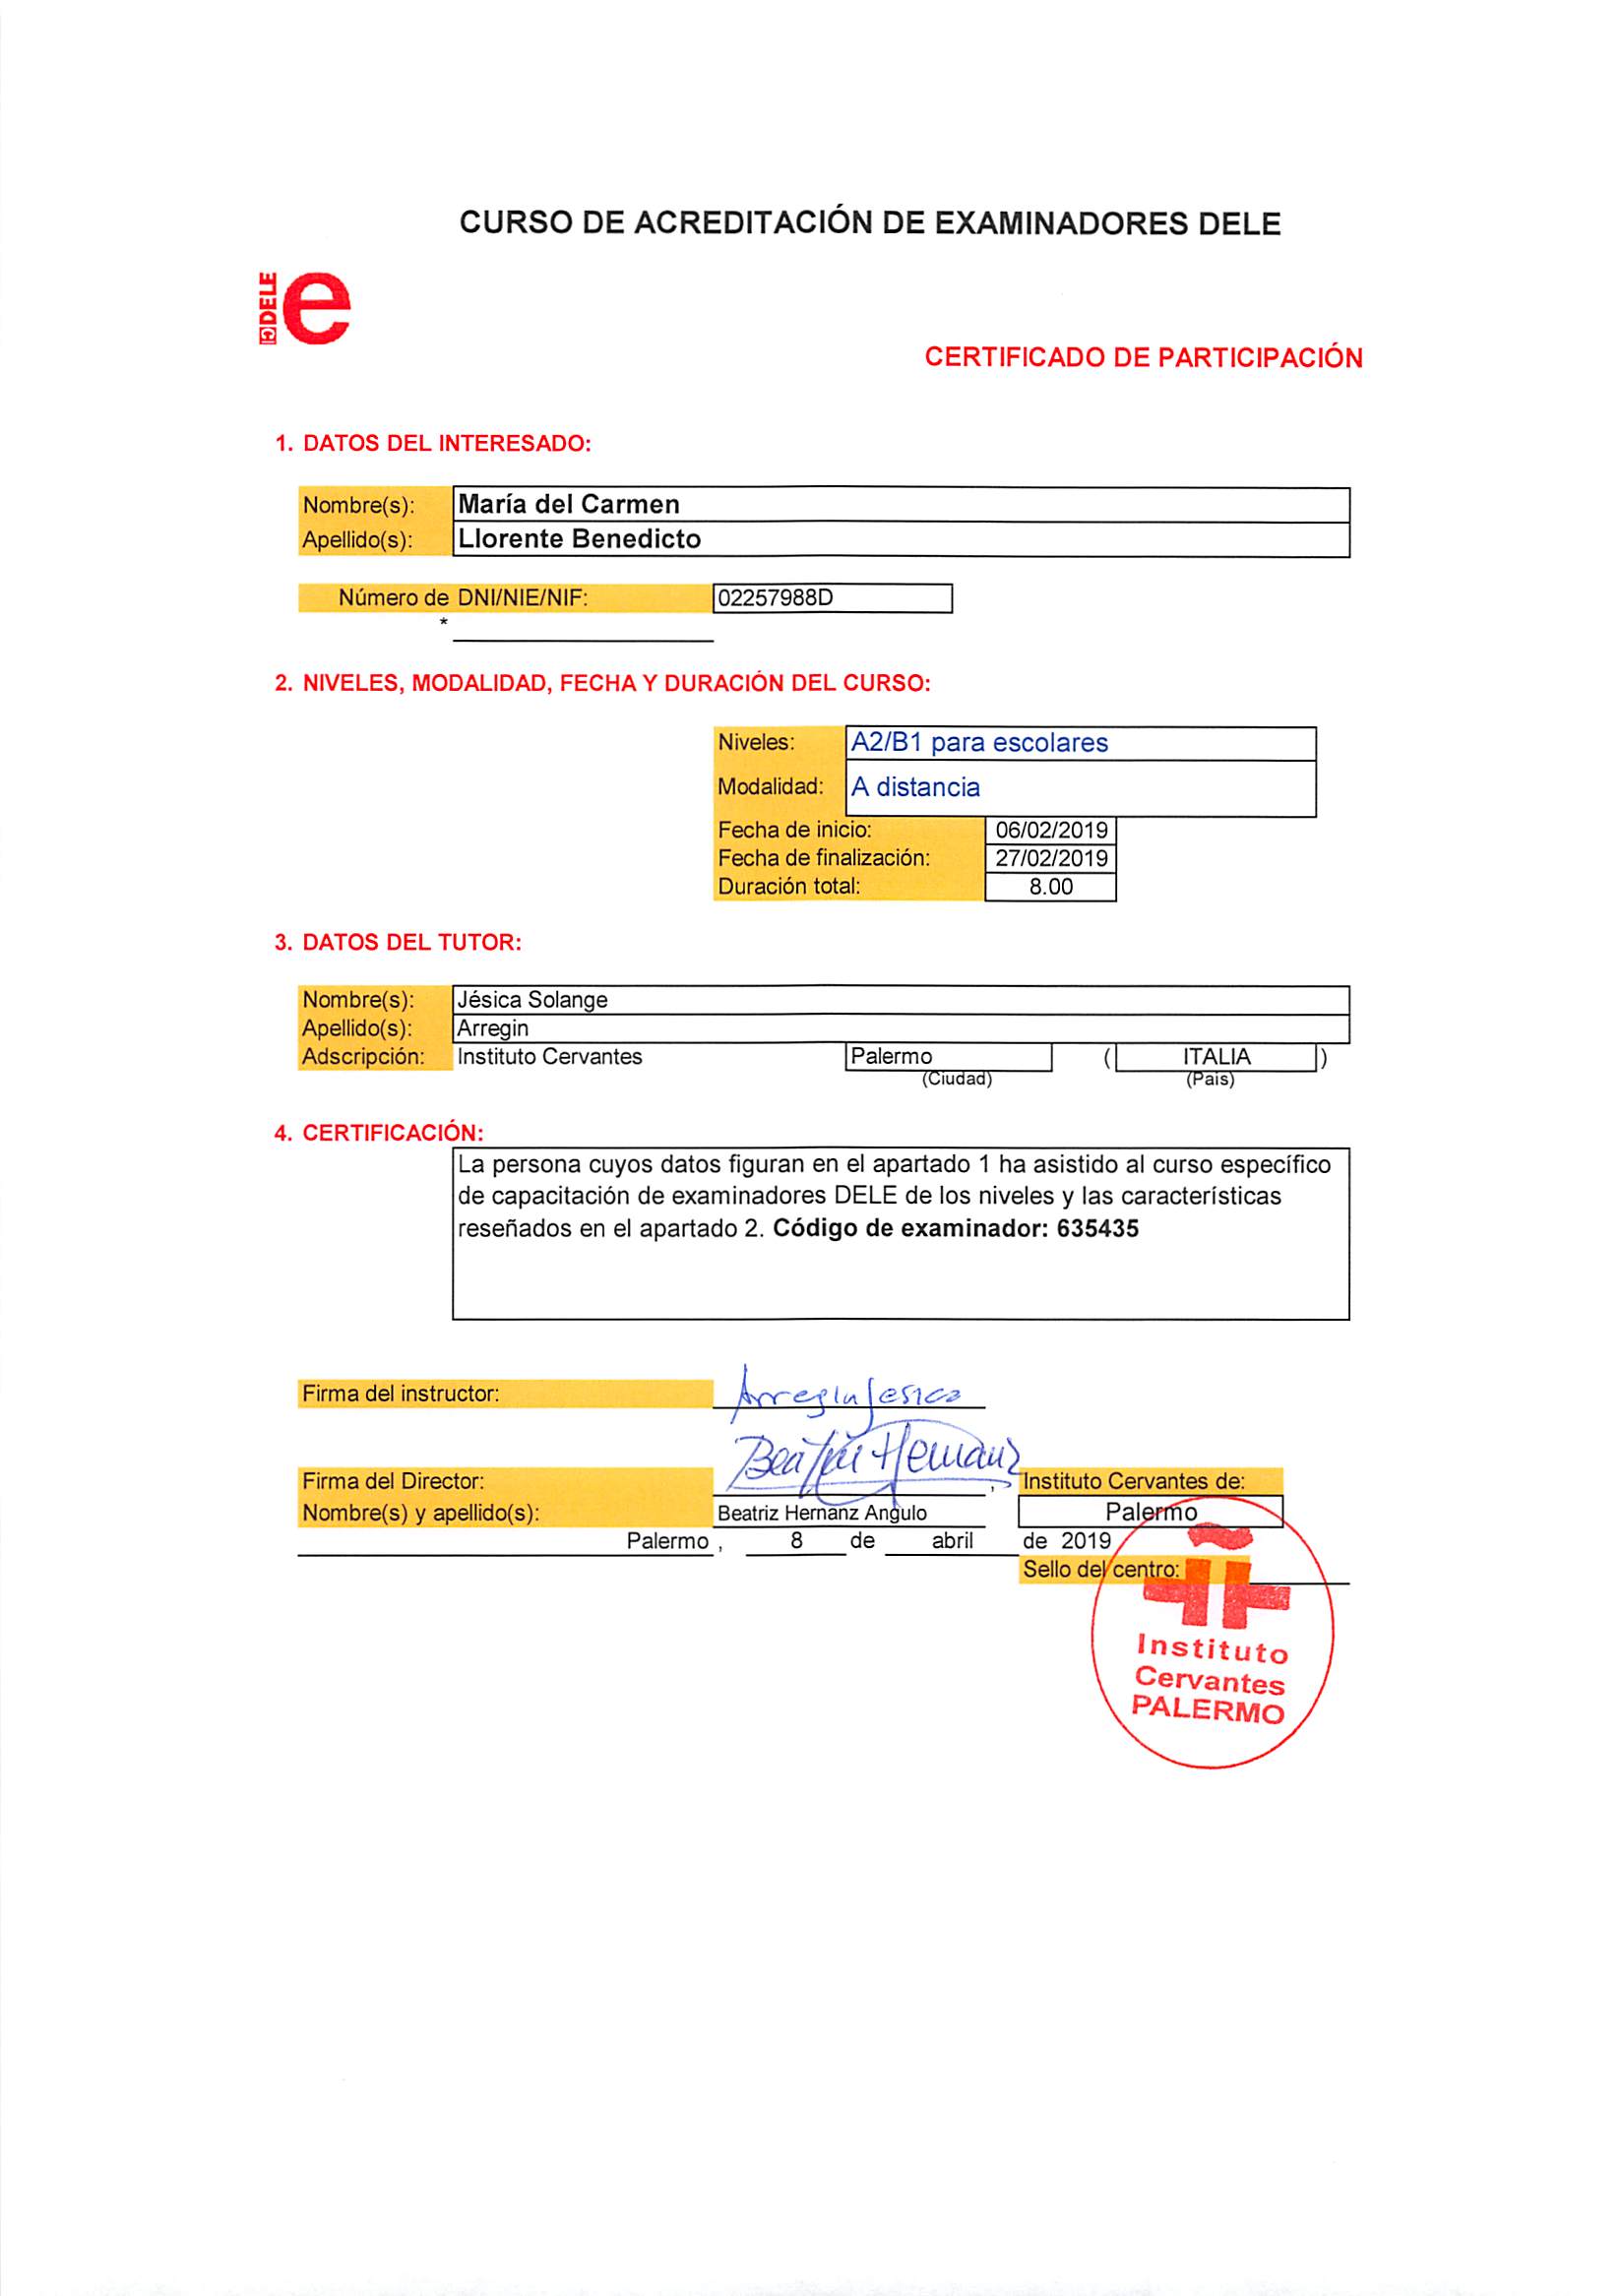 CURSO DE ACREDITACIÓN DE EXAMINADORES DELE
DELE e
CERTIFICADO DE PARTICIPACIÓN
1. DATOS DEL INTERESADO:
Nombre(s): María del Carmen
Apellido(s): Llorente Benedicto
Número de DNI/NIE/NIF: 02257988D
*
2. NIVELES, MODALIDAD, FECHA Y DURACIÓN DEL CURSO:
Niveles: A2/B1 para escolares
Modalidad: A distancia
Fecha de inicio: 06/02/2019
Fecha de finalización: 27/02/2019
Duración total: 8.00
3. DATOS DEL TUTOR:
Nombre(s): Jésica Solange
Apellido(s): Arregin
Adscripción: Instituto Cervantes Palermo ( ITALIA )
(Ciudad) (Pais)
4. CERTIFICACIÓN:
La persona cuyos datos figuran en el apartado 1 ha asistido al curso específico
de capacitación de examinadores DELE de los niveles y las características
reseñados en el apartado 2. Código de examinador: 635435
Firma del instructor: Arregin Jesica
Beatriz Hernanz
Firma del Director: , Instituto Cervantes de:
Nombre(s) y apellido(s): Beatriz Hernanz Angulo Palermo
Palermo , 8 de abril de 2019
Sello del centro:
Instituto
Cervantes
PALERMO